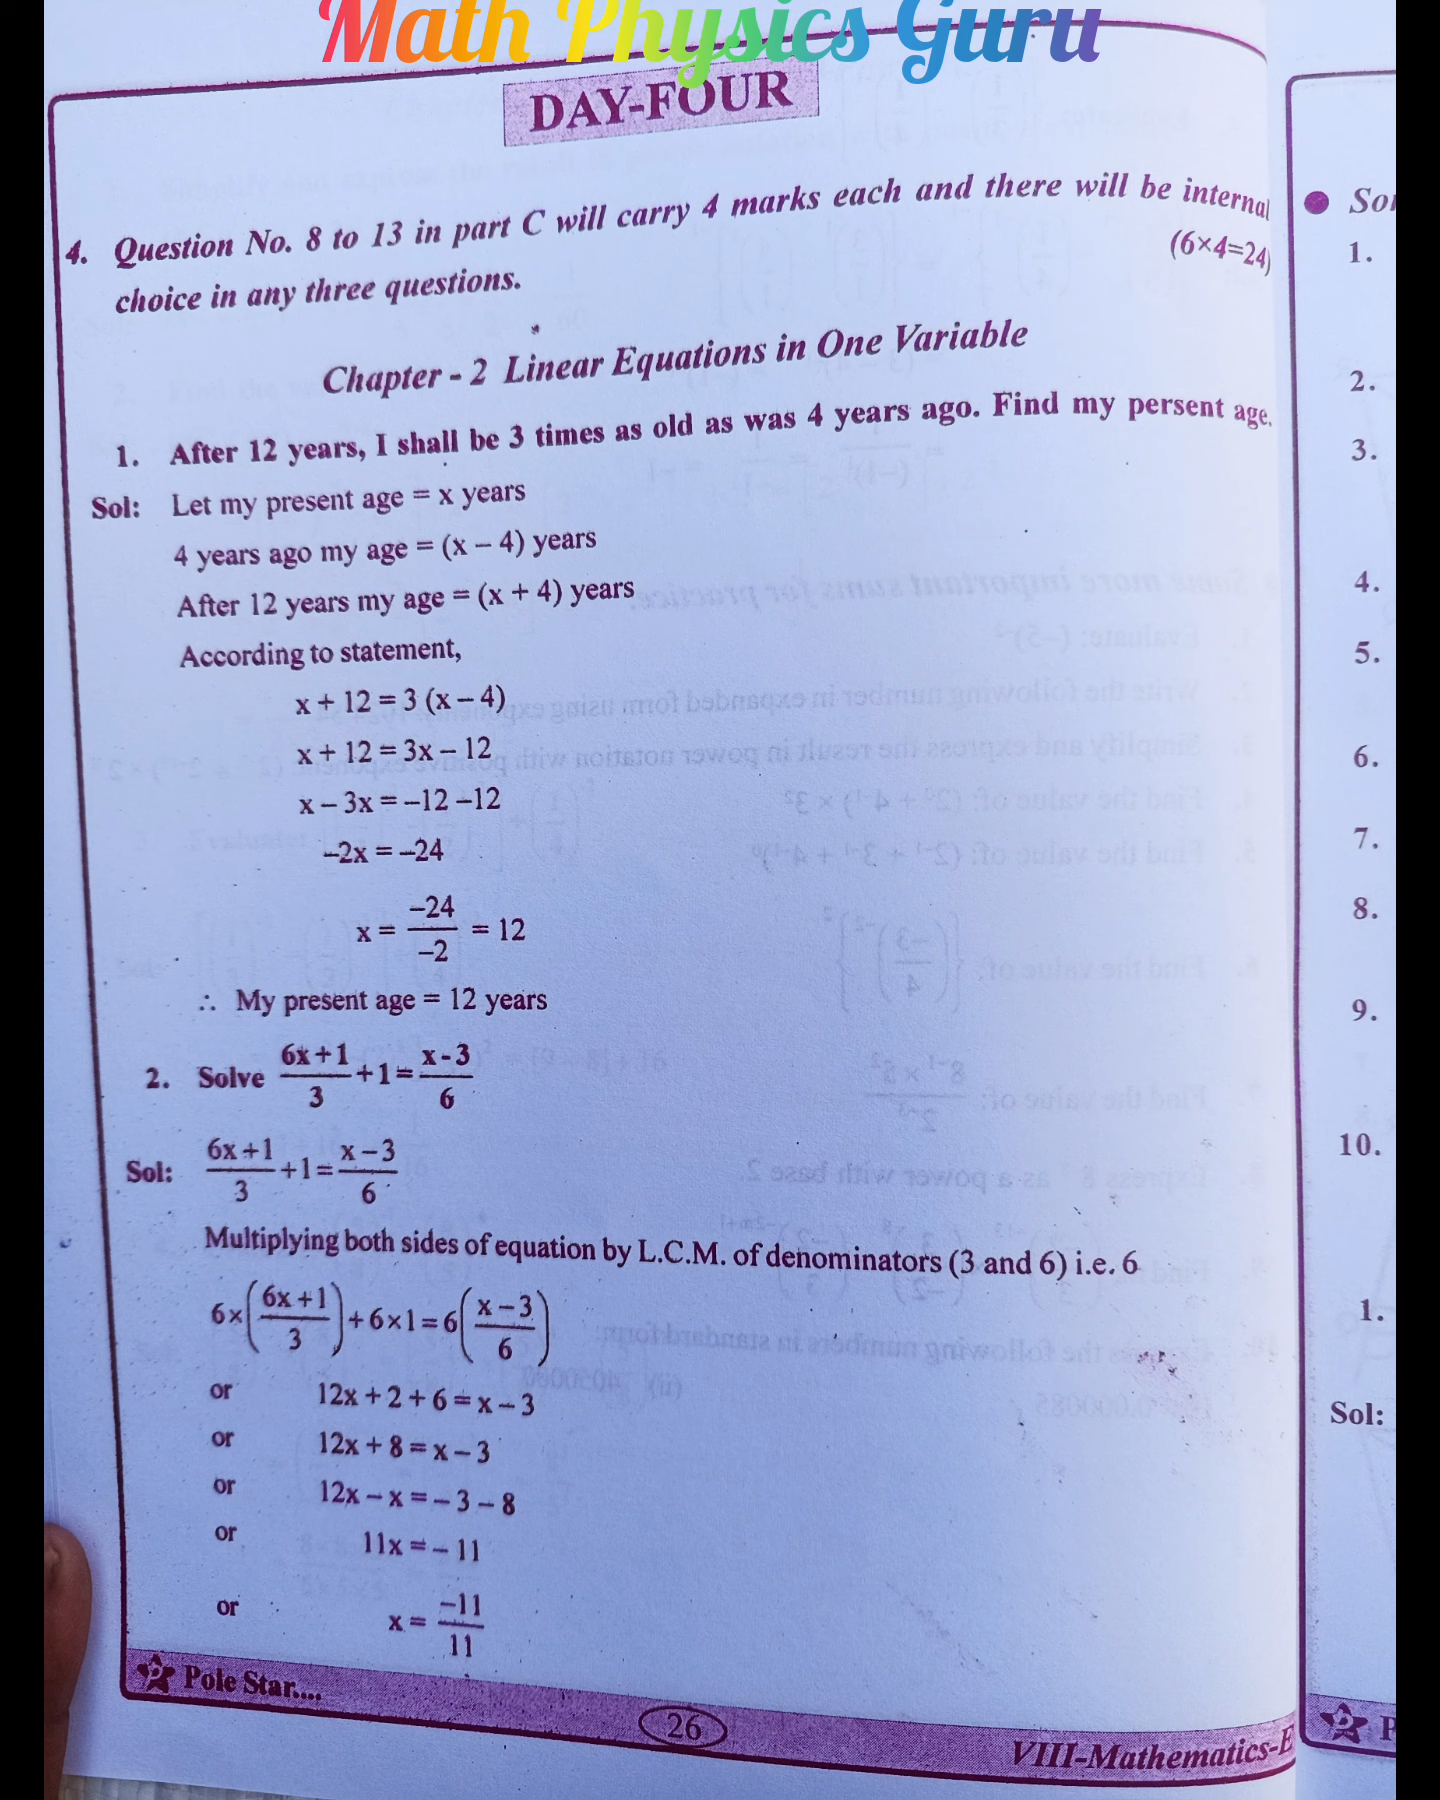 Math Physics Guru
DAY-FOUR
4. Question No. 8 to 13 in part C will carry 4 marks each and there will be internal
choice in any three questions. (6×4=24)
Chapter - 2 Linear Equations in One Variable
1. After 12 years, I shall be 3 times as old as was 4 years ago. Find my persent age.
Sol: Let my present age = x years
4 years ago my age = (x – 4) years
After 12 years my age = (x + 4) years
According to statement,
x + 12 = 3 (x – 4)
x + 12 = 3x – 12
x – 3x = –12 –12
–2x = –24
x = –24/–2 = 12
∴ My present age = 12 years
2. Solve (6x+1)/3 +1= (x-3)/6
Sol: (6x+1)/3 +1= (x–3)/6
Multiplying both sides of equation by L.C.M. of denominators (3 and 6) i.e. 6
6×((6x+1)/3)+6×1=6((x–3)/6)
or 12x + 2 + 6 = x – 3
or 12x + 8 = x – 3
or 12x – x = – 3 – 8
or 11x = – 11
or x = –11/11
Pole Star....
26
VIII-Mathematics-E
1.
2.
3.
4.
5.
6.
7.
8.
9.
10.
1.
Sol: